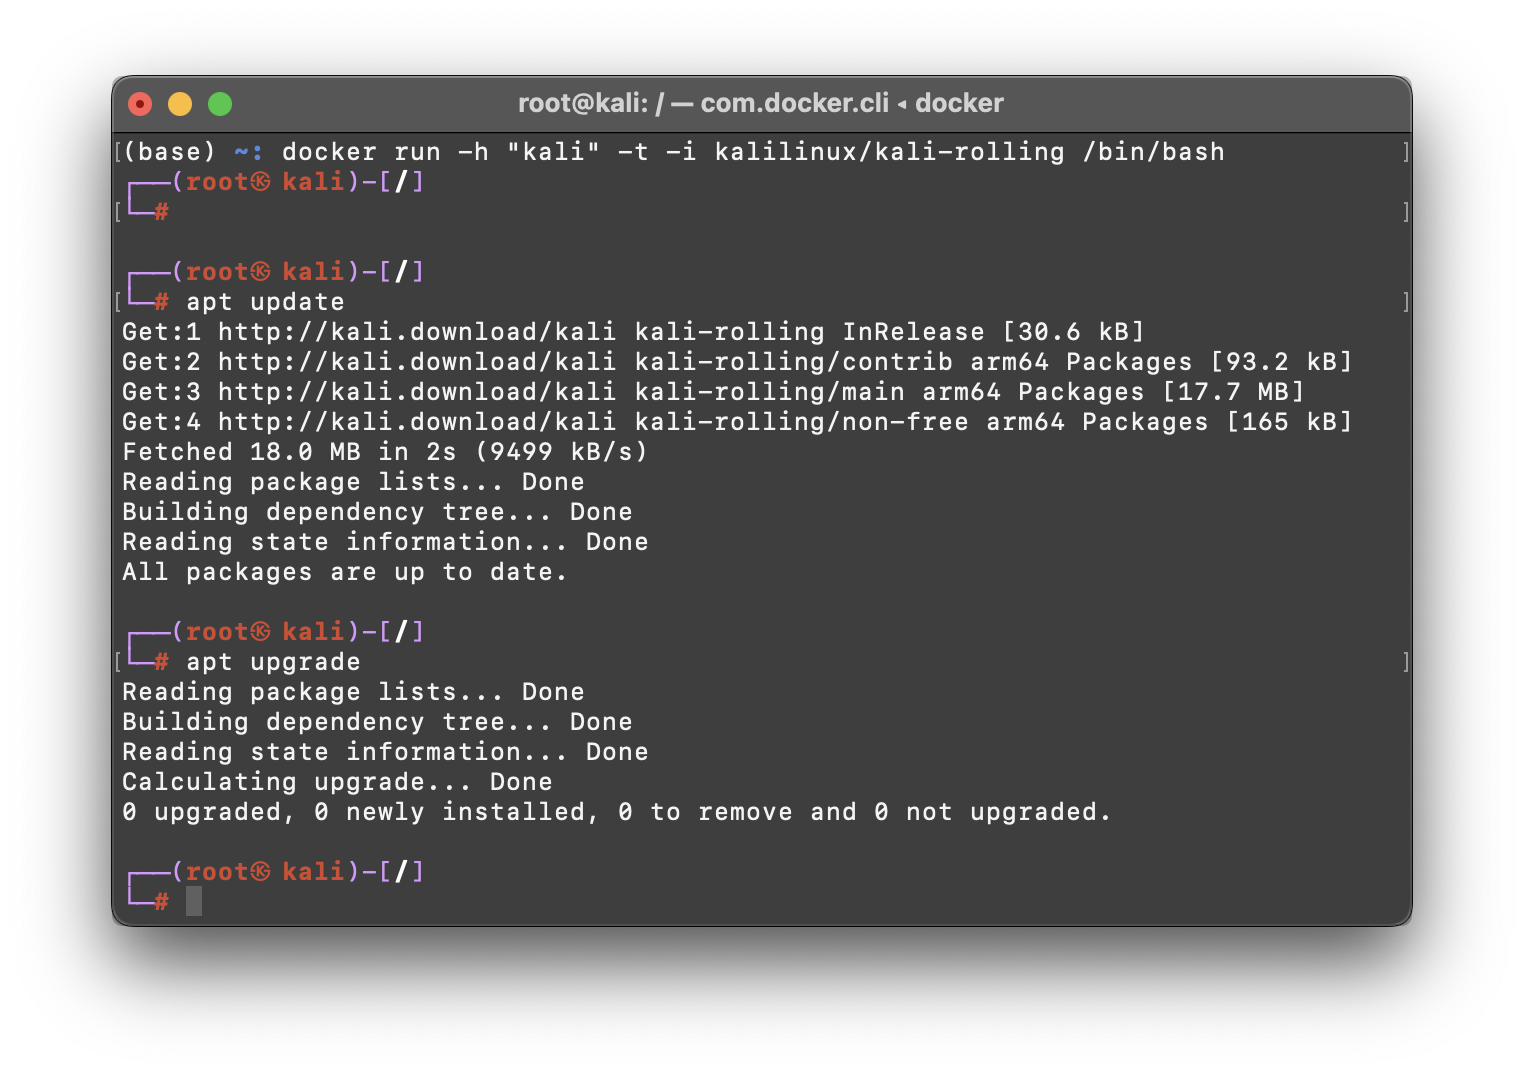 root@kali: / — com.docker.cli ◂ docker
[(base) ~: docker run -h "kali" -t -i kalilinux/kali-rolling /bin/bash ]
┌──(root㉿kali)-[/]
[└─# ]
┌──(root㉿kali)-[/]
[└─# apt update ]
Get:1 http://kali.download/kali kali-rolling InRelease [30.6 kB]
Get:2 http://kali.download/kali kali-rolling/contrib arm64 Packages [93.2 kB]
Get:3 http://kali.download/kali kali-rolling/main arm64 Packages [17.7 MB]
Get:4 http://kali.download/kali kali-rolling/non-free arm64 Packages [165 kB]
Fetched 18.0 MB in 2s (9499 kB/s)
Reading package lists... Done
Building dependency tree... Done
Reading state information... Done
All packages are up to date.
┌──(root㉿kali)-[/]
[└─# apt upgrade ]
Reading package lists... Done
Building dependency tree... Done
Reading state information... Done
Calculating upgrade... Done
0 upgraded, 0 newly installed, 0 to remove and 0 not upgraded.
┌──(root㉿kali)-[/]
└─#